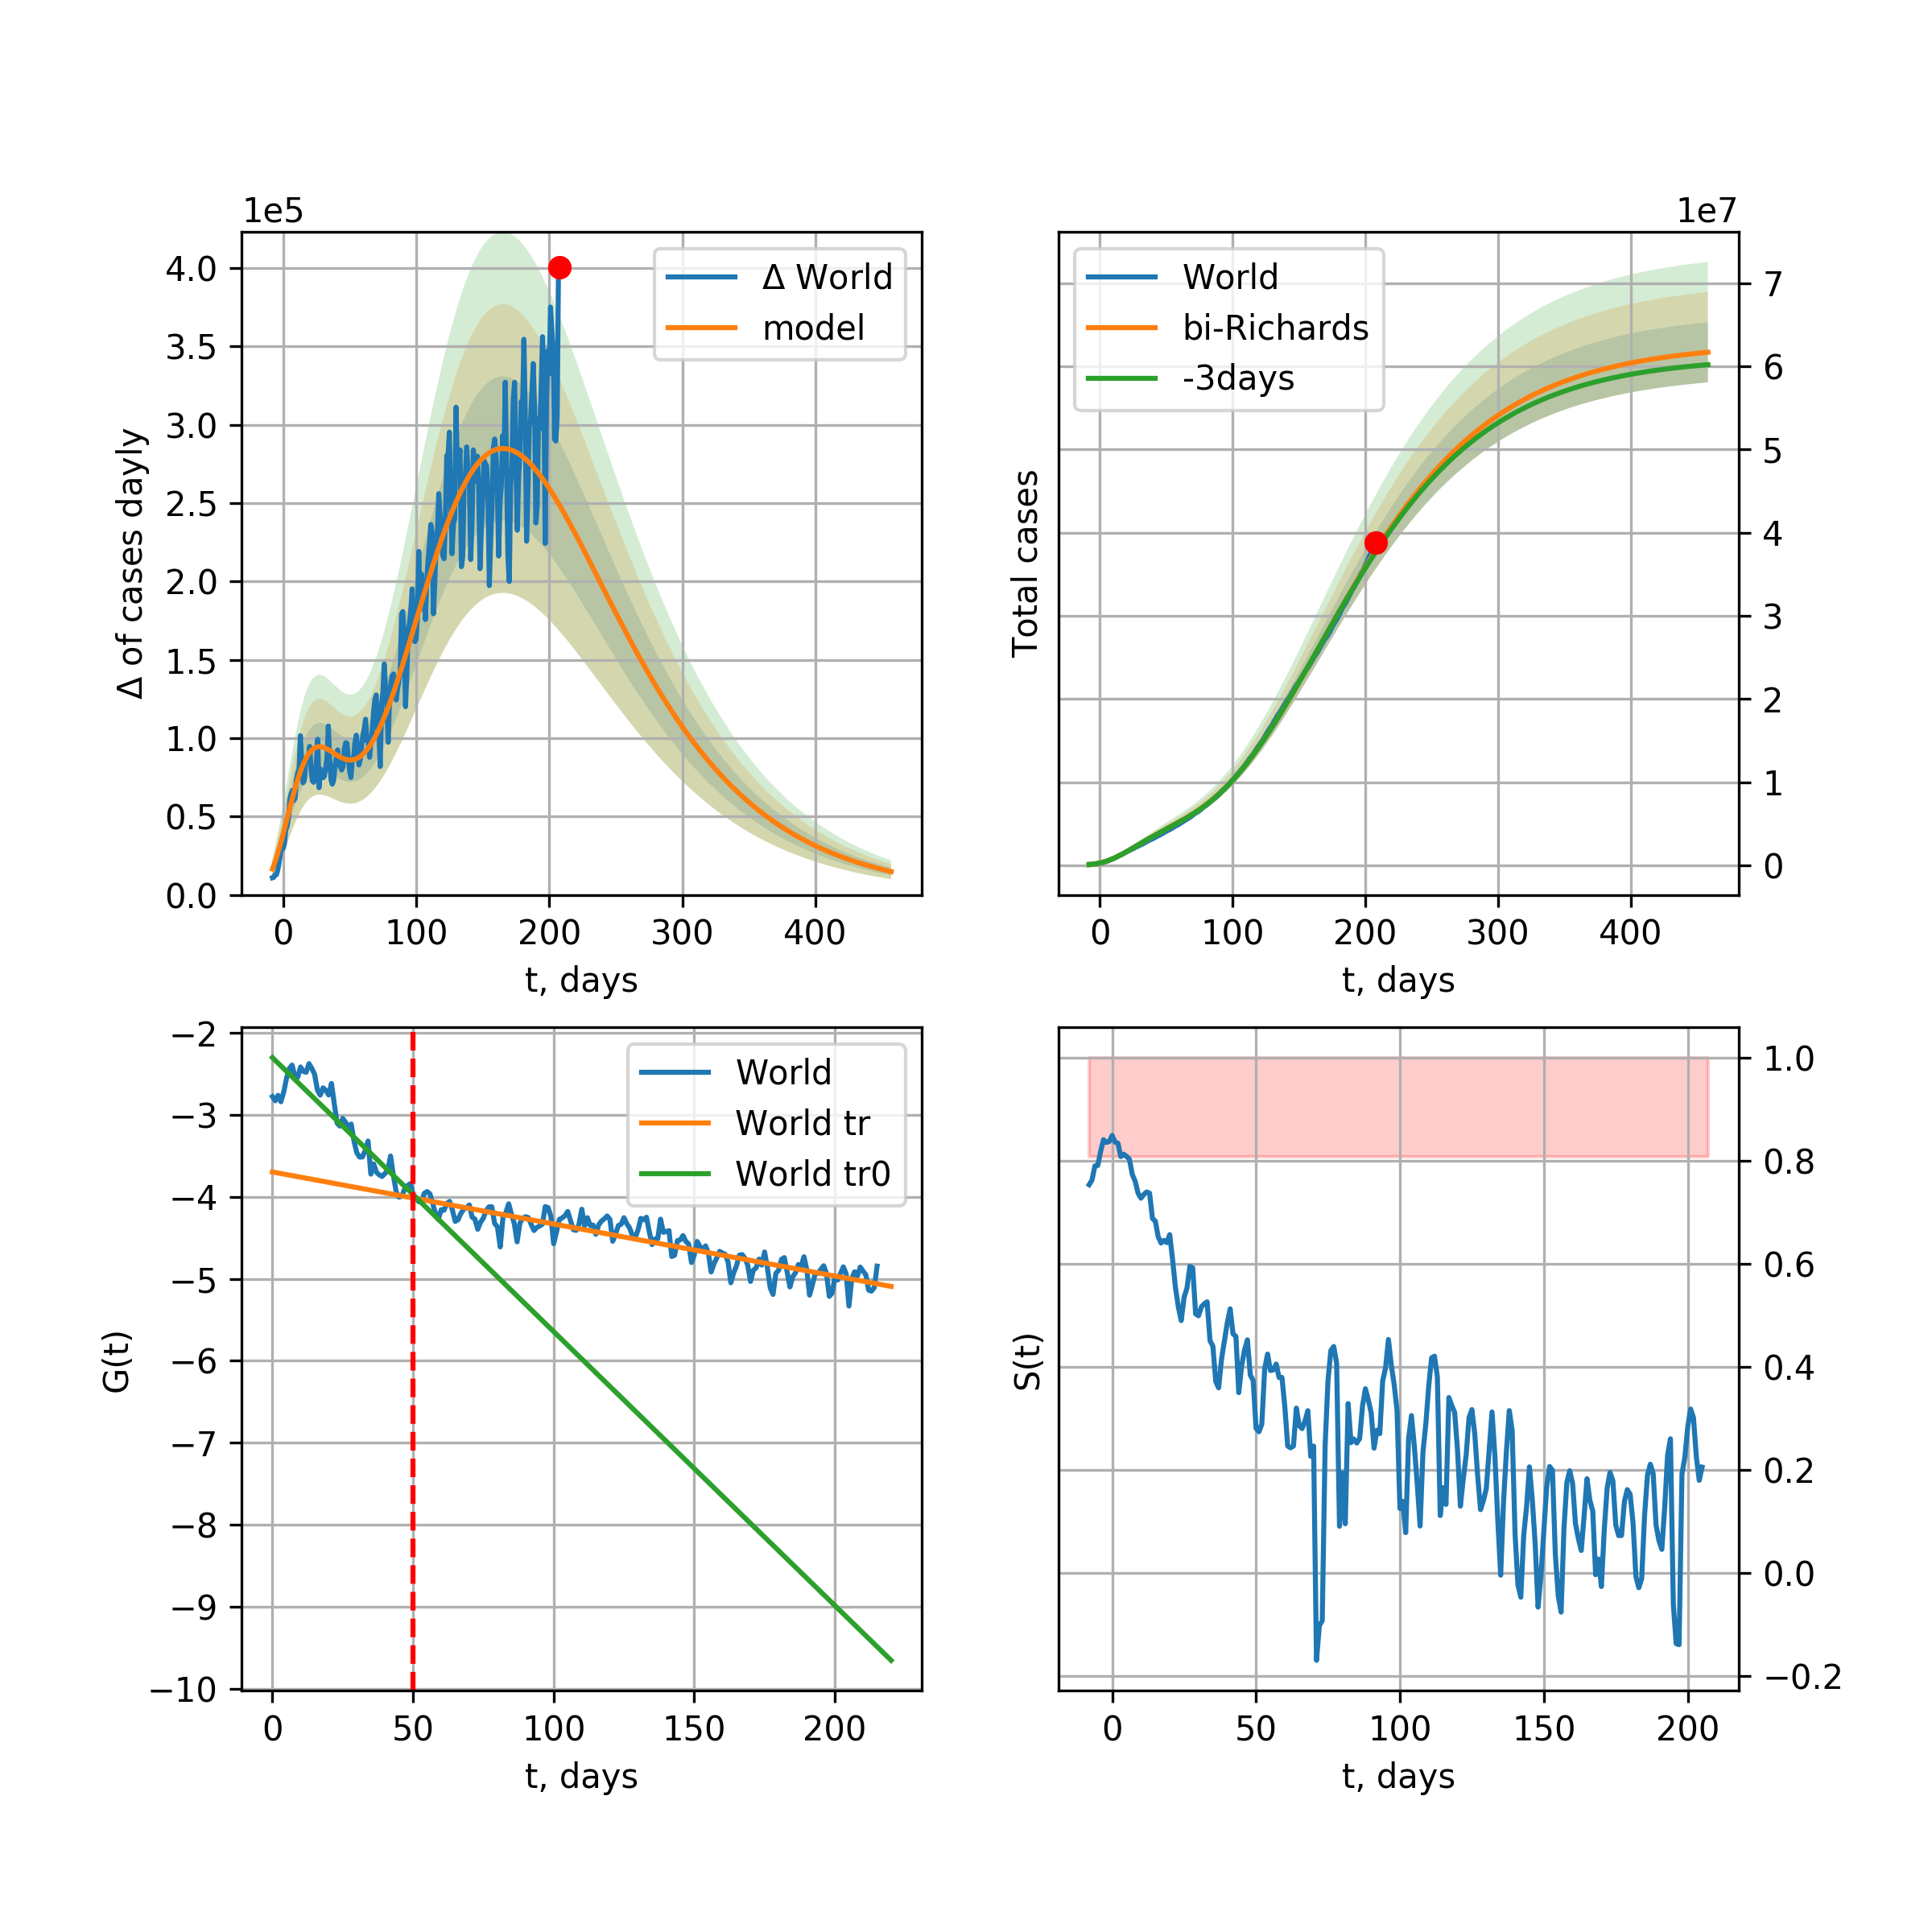 1e5
4.0
3.5
3.0
2.5
2.0
1.5
1.0
0.5
0.0
Δ of cases dayly
Δ World
model
0 100 200 300 400
t, days
1e7
Total cases
World
bi-Richards
-3days
7
6
5
4
3
2
1
0
0 100 200 300 400
t, days
−2
−3
−4
−5
−6
−7
−8
−9
−10
G(t)
World
World tr
World tr0
0 50 100 150 200
t, days
S(t)
1.0
0.8
0.6
0.4
0.2
0.0
−0.2
0 50 100 150 200
t, days